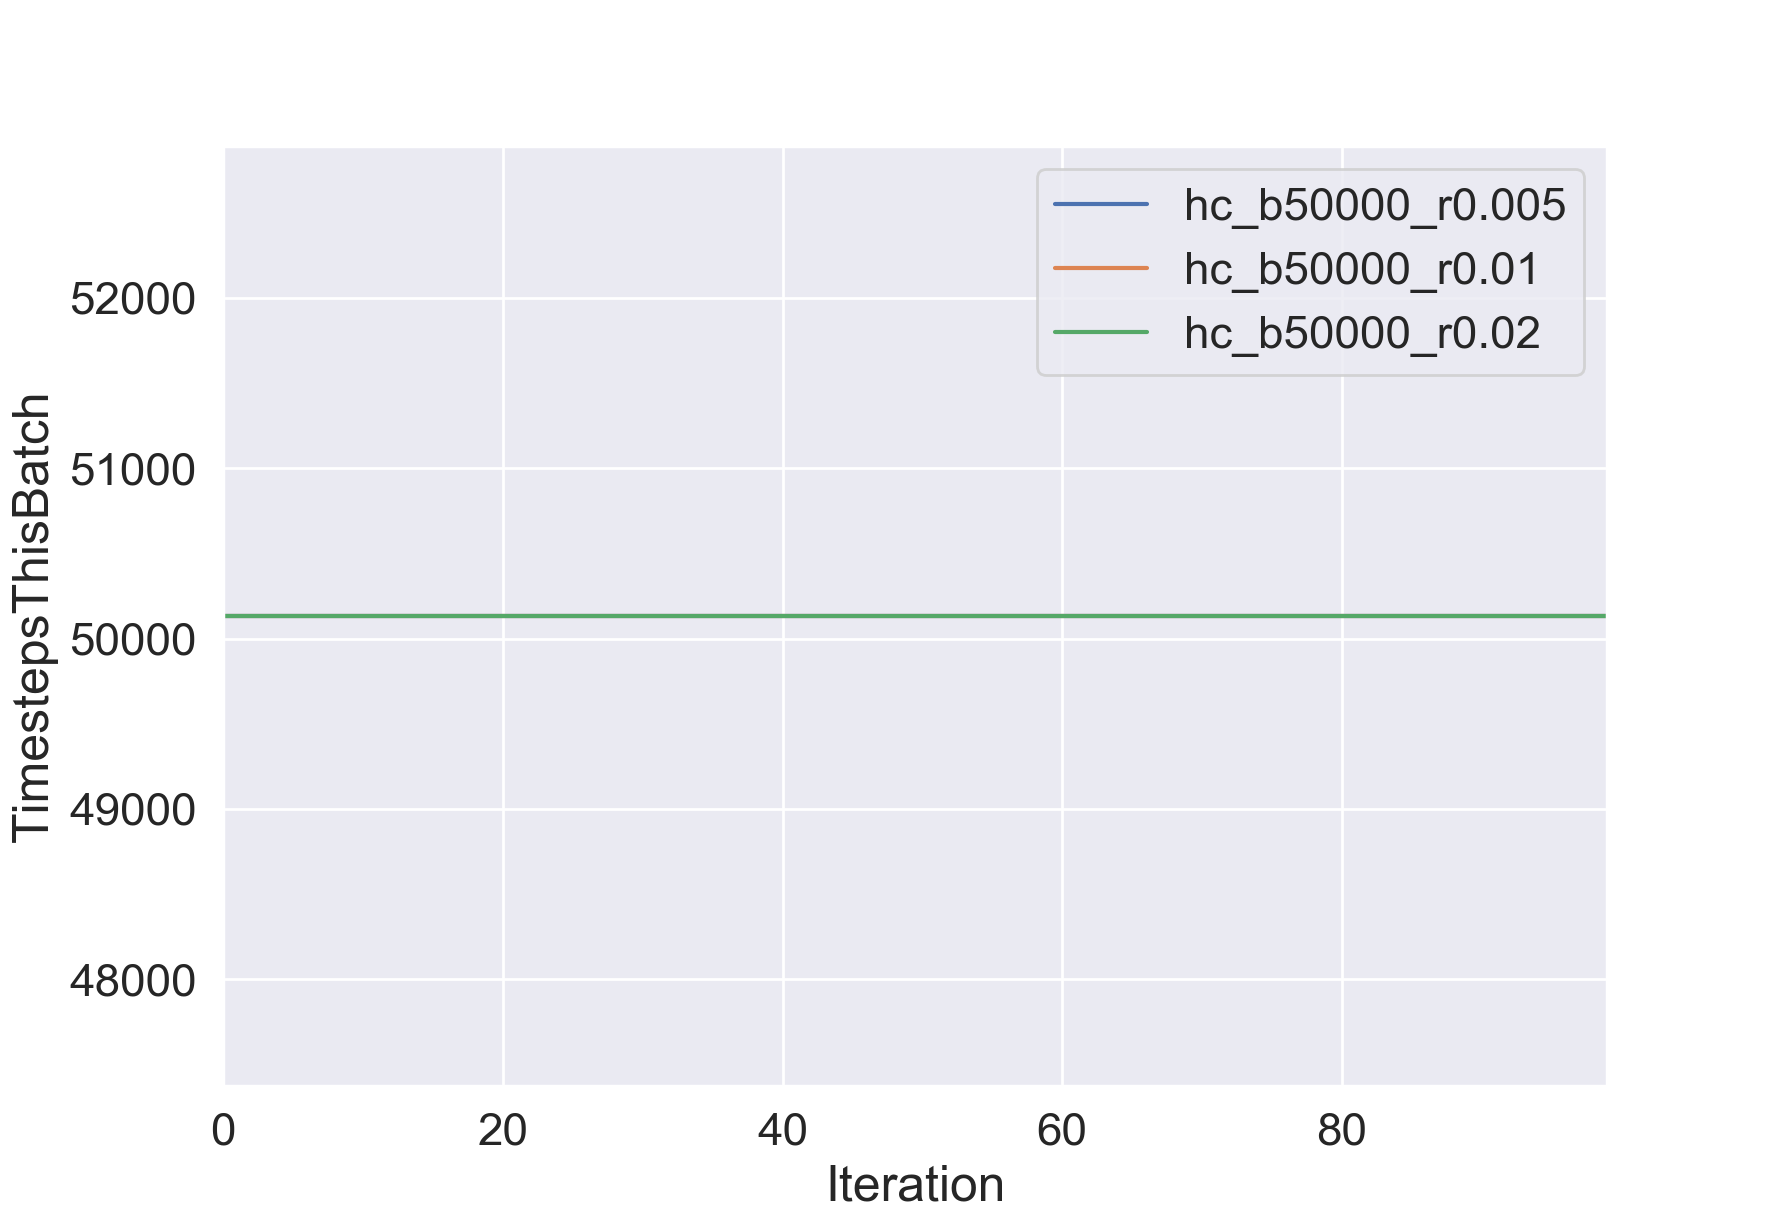 hc_b50000_r0.005
hc_b50000_r0.01
hc_b50000_r0.02
52000
51000
50000
49000
48000
TimestepsThisBatch
0 20 40 60 80
Iteration